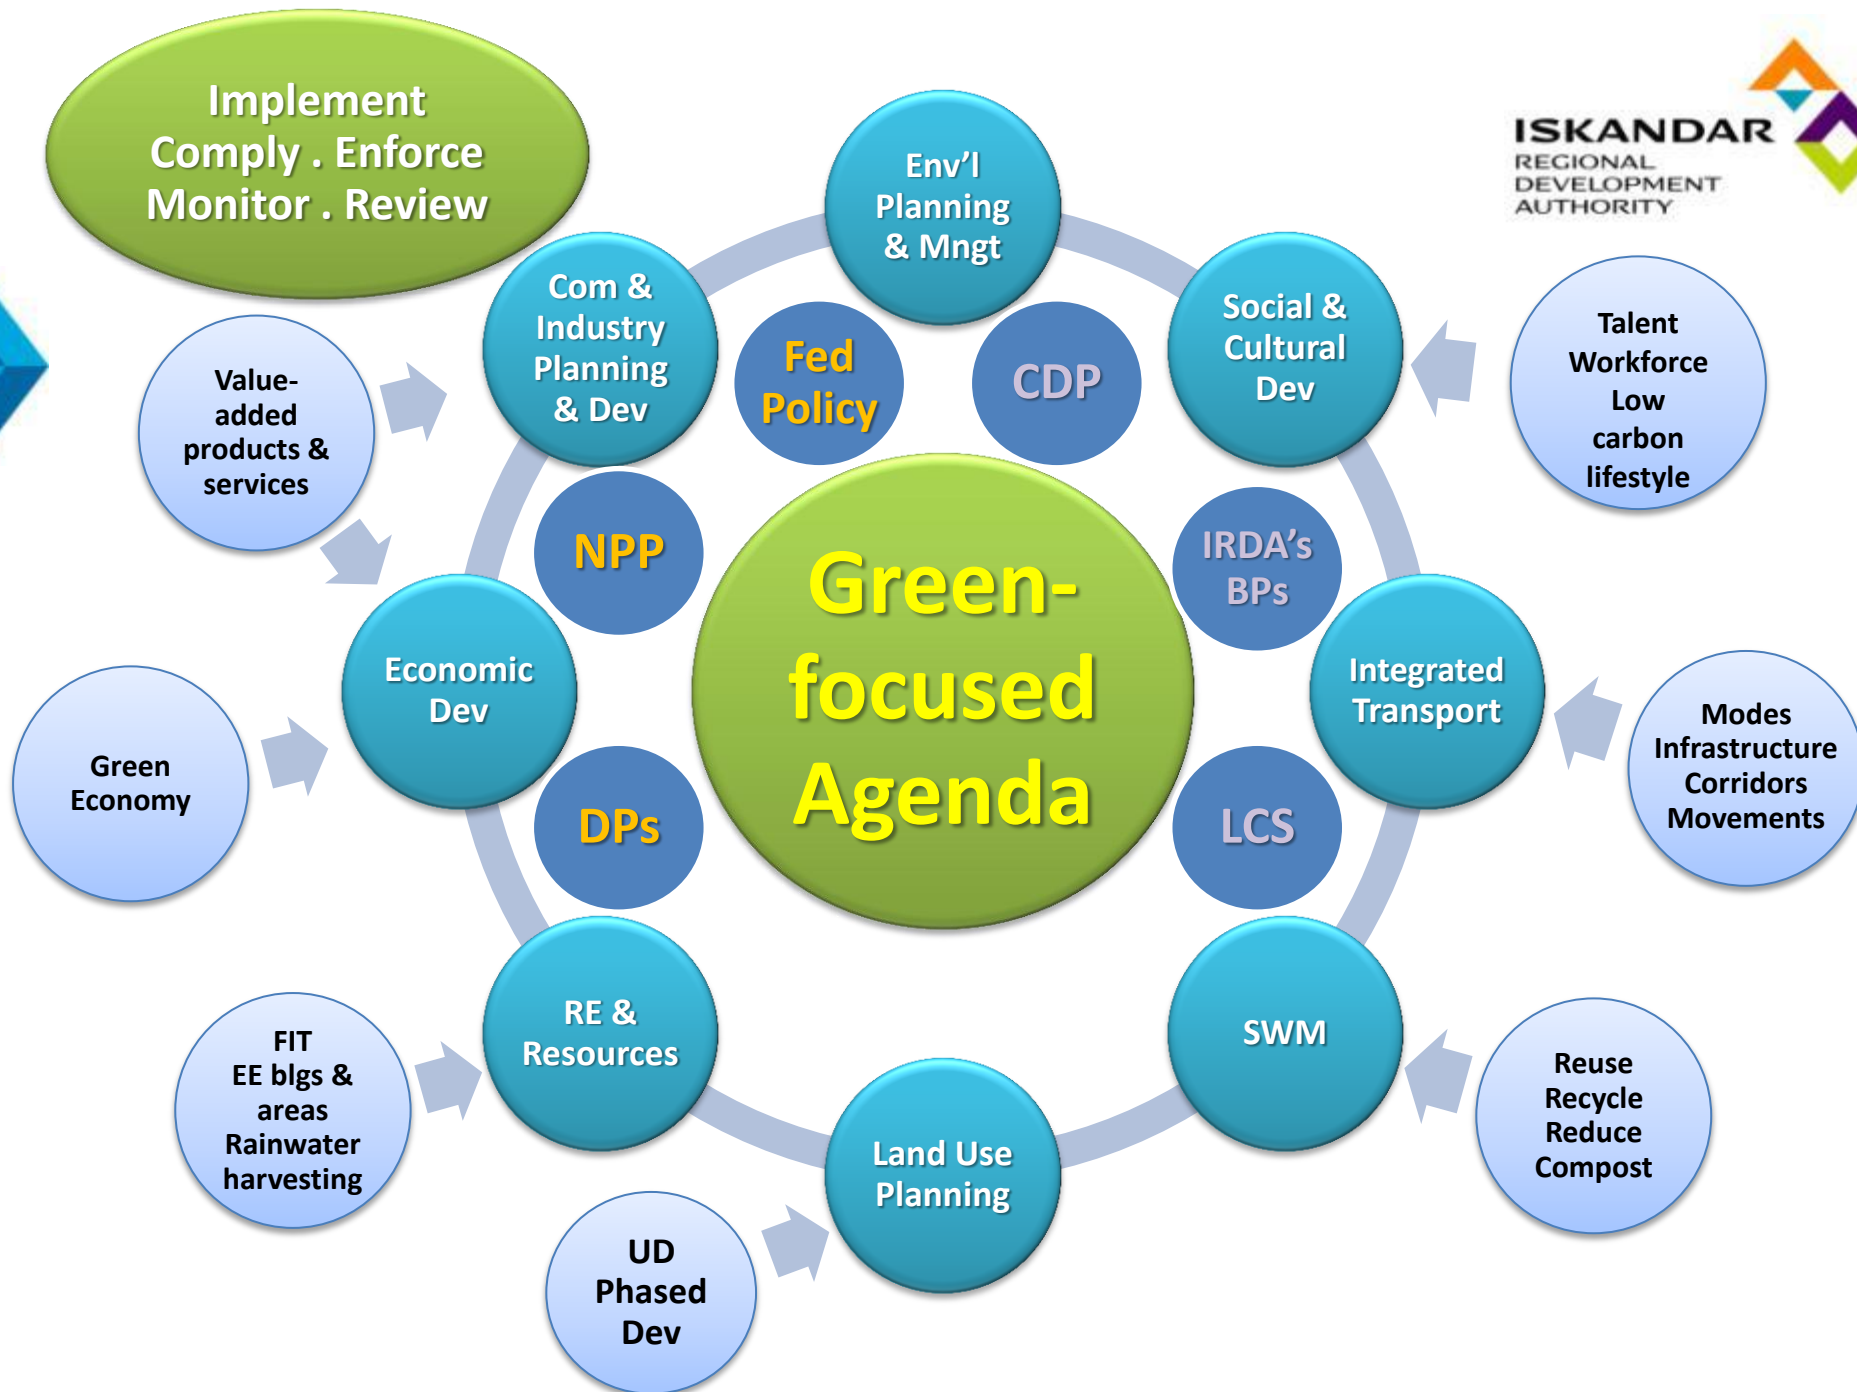 Implement
Comply . Enforce
Monitor . Review
ISKANDAR
REGIONAL
DEVELOPMENT
AUTHORITY
Env’l
Planning
& Mngt
Com &
Industry
Planning
& Dev
Social &
Cultural
Dev
Talent
Workforce
Low
carbon
lifestyle
Value-
added
products &
services
Fed
Policy
CDP
NPP
IRDA’s
BPs
Green-
focused
Agenda
Economic
Dev
Integrated
Transport
Green
Economy
Modes
Infrastructure
Corridors
Movements
DPs
LCS
RE &
Resources
SWM
FIT
EE blgs &
areas
Rainwater
harvesting
Reuse
Recycle
Reduce
Compost
Land Use
Planning
UD
Phased
Dev